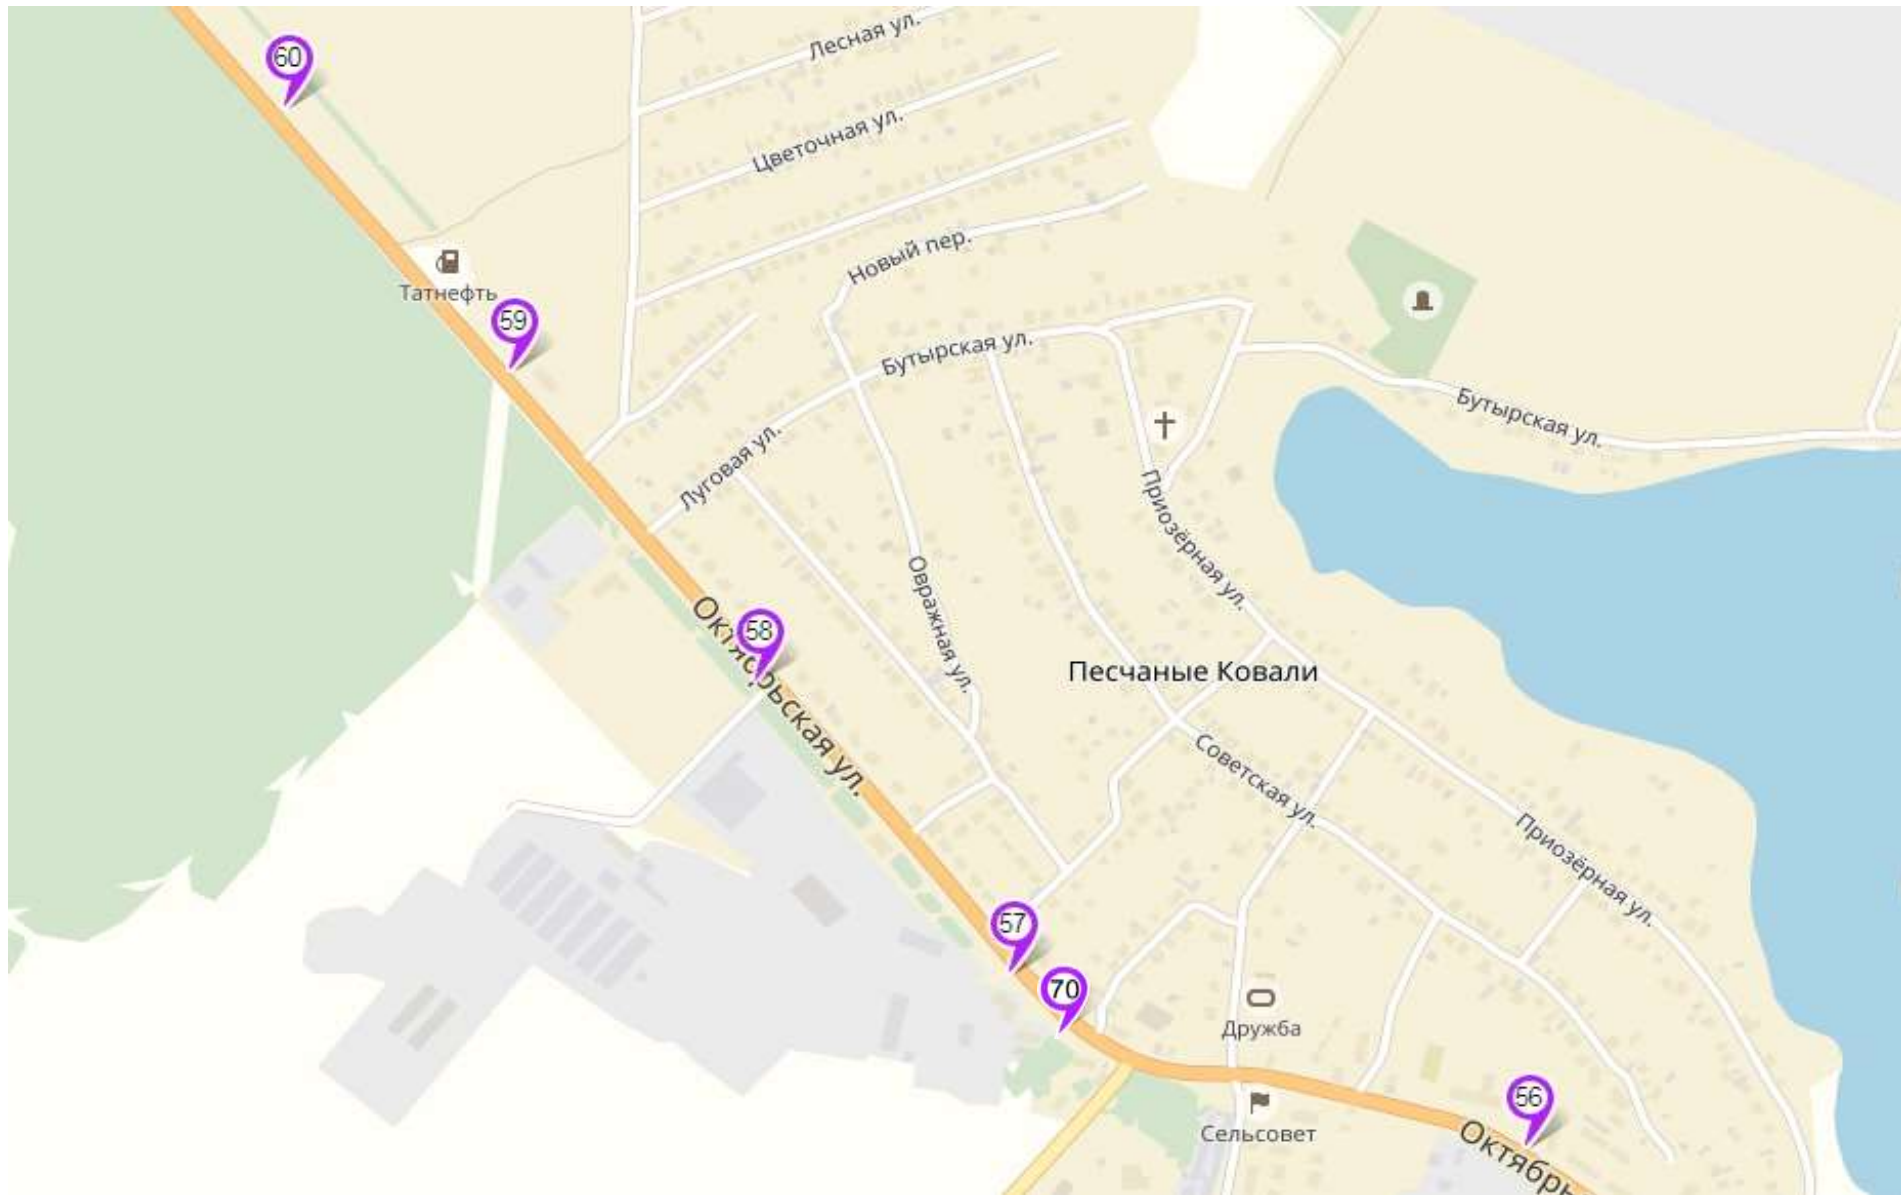 Лесная ул.
60
Цветочная ул.
Новый пер.
Татнефть
59
Бутырская ул.
Бутырская ул.
Луговая ул.
Приозёрная ул.
Овражная ул.
58
Октябрьская ул.
Песчаные Ковали
Советская ул.
Приозёрная ул.
57
70
Дружба
56
Сельсовет
Октябрь